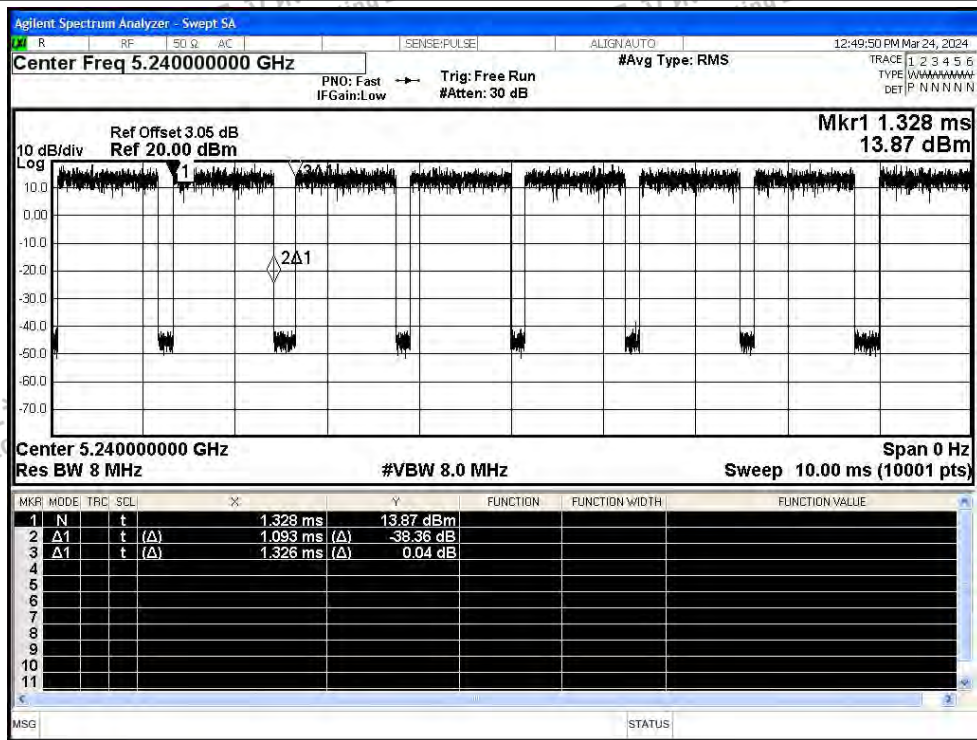 Agilent Spectrum Analyzer - Swept SA
R RF 50 Ω AC SENSE:PULSE ALIGNAUTO 12:49:50 PM Mar 24, 2024
Center Freq 5.240000000 GHz #Avg Type: RMS TRACE 1 2 3 4 5 6
PNO: Fast Trig: Free Run TYPE WWWWWW
IFGain:Low #Atten: 30 dB DET P N N N N N
Mkr1 1.328 ms
Ref Offset 3.05 dB
10 dB/div Ref 20.00 dBm 13.87 dBm
Log
1 3Δ1
10.0
0.00
-10.0
2Δ1
-20.0
-30.0
-40.0
-50.0
-60.0
-70.0
Center 5.240000000 GHz Span 0 Hz
Res BW 8 MHz #VBW 8.0 MHz Sweep 10.00 ms (10001 pts)
MKR MODE TRC SCL X Y FUNCTION FUNCTION WIDTH FUNCTION VALUE
1 N t 1.328 ms 13.87 dBm
2 Δ1 t (Δ) 1.093 ms (Δ) -38.36 dB
3 Δ1 t (Δ) 1.326 ms (Δ) 0.04 dB
4
5
6
7
8
9
10
11
MSG STATUS